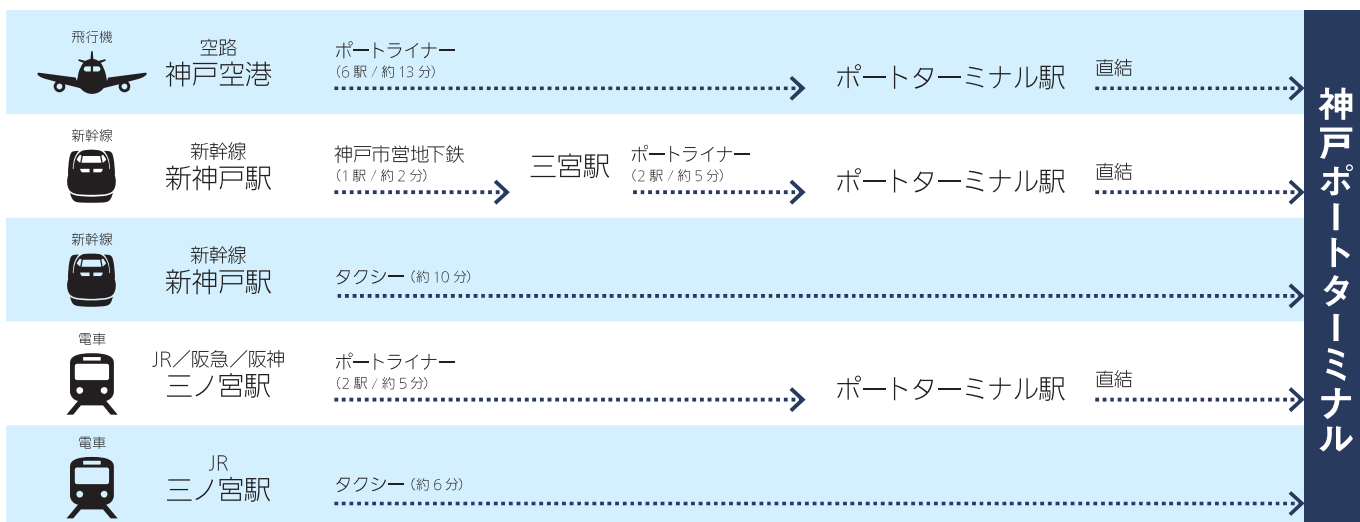 飛行機
空路
神戸空港
ポートライナー
(6 駅 / 約 13 分)
ポートターミナル駅
直結
新幹線
新幹線
新神戸駅
神戸市営地下鉄
(1 駅 / 約 2 分)
三宮駅
ポートライナー
(2 駅 / 約 5 分)
ポートターミナル駅
直結
新幹線
新幹線
新神戸駅
タクシー (約 10 分)
電車
JR／阪急／阪神
三ノ宮駅
ポートライナー
(2 駅 / 約 5 分)
ポートターミナル駅
直結
電車
JR
三ノ宮駅
タクシー (約 6 分)
神戸ポートターミナル